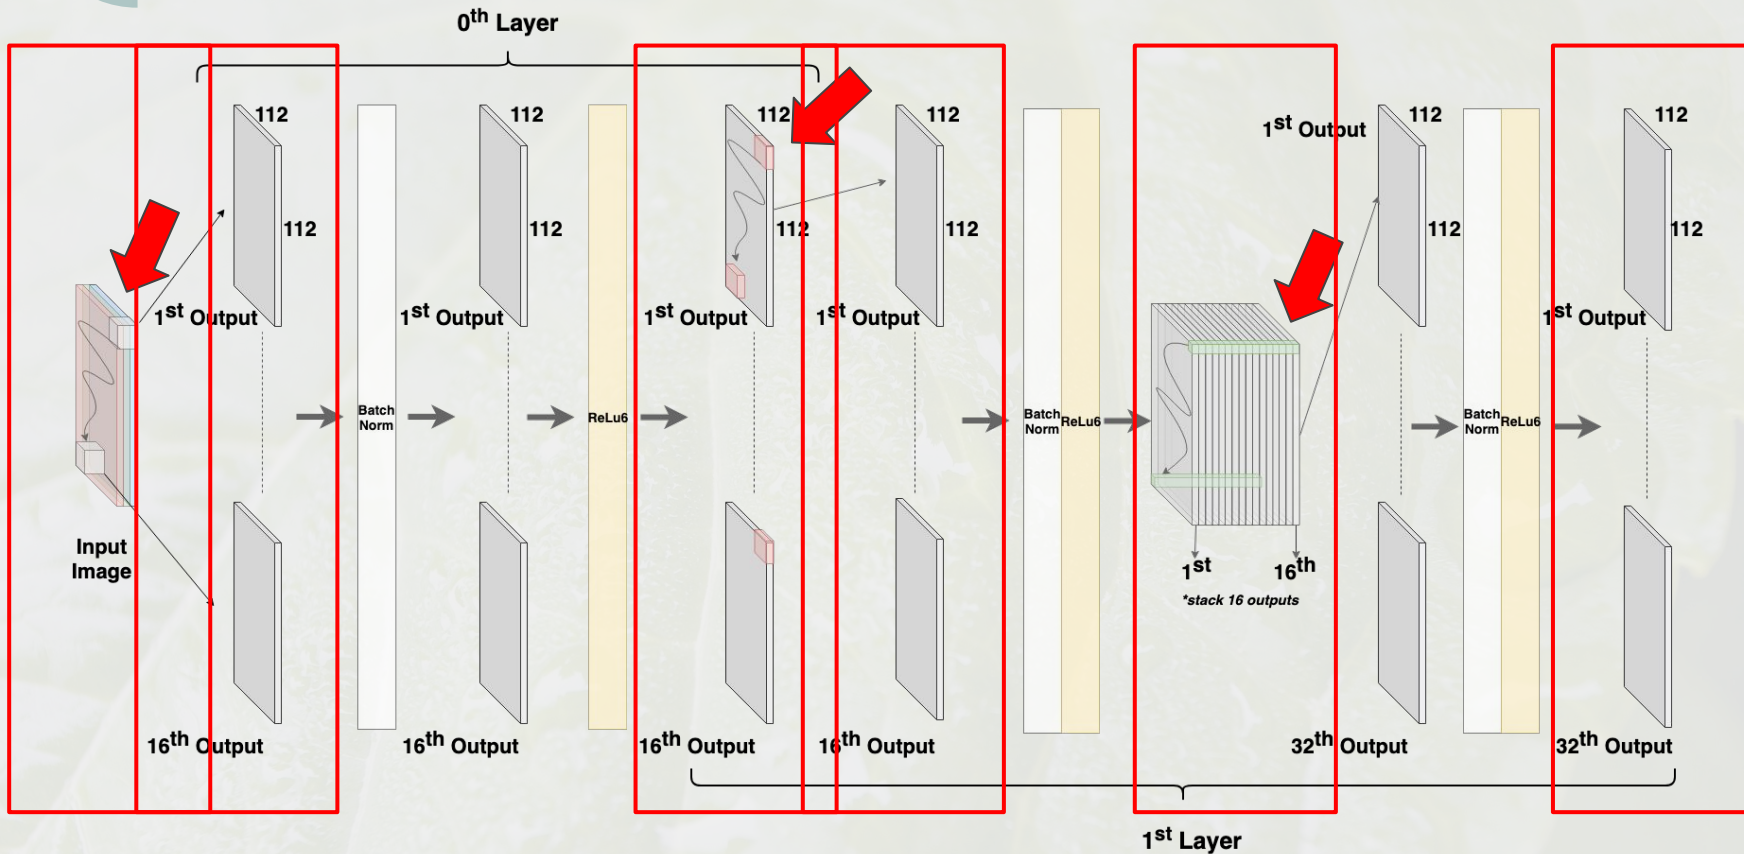 0th Layer
112
112
112
112
112
1st Output
112
112
112
112
112
112
112
1st Output
1st Output
1st Output
1st Output
1st Output
Batch
Norm
ReLu6
Batch
Norm
ReLu6
Batch
Norm
ReLu6
Input
Image
1st
16th
*stack 16 outputs
16th Output
16th Output
16th Output
16th Output
32th Output
32th Output
1st Layer